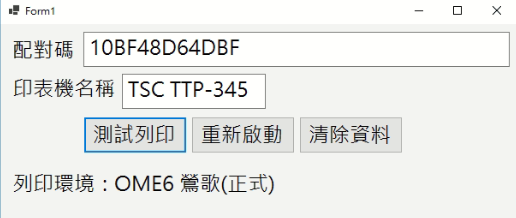 Form1
配對碼 10BF48D64DBF
印表機名稱 TSC TTP-345
測試列印 重新啟動 清除資料
列印環境：OME6 鶯歌(正式)